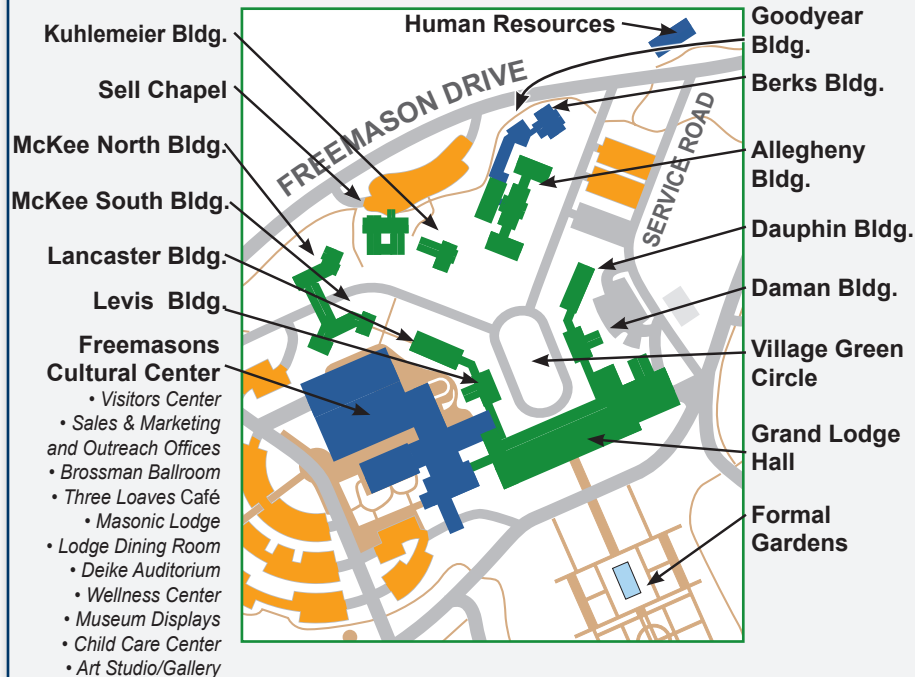 Kuhlemeier Bldg.
Sell Chapel
McKee North Bldg.
McKee South Bldg.
Lancaster Bldg.
Levis Bldg.
Freemasons
Cultural Center
• Visitors Center
• Sales & Marketing
and Outreach Offices
• Brossman Ballroom
• Three Loaves Café
• Masonic Lodge
• Lodge Dining Room
• Deike Auditorium
• Wellness Center
• Museum Displays
• Child Care Center
• Art Studio/Gallery
Human Resources
FREEMASON DRIVE
SERVICE ROAD
Goodyear
Bldg.
Berks Bldg.
Allegheny
Bldg.
Dauphin Bldg.
Daman Bldg.
Village Green
Circle
Grand Lodge
Hall
Formal
Gardens